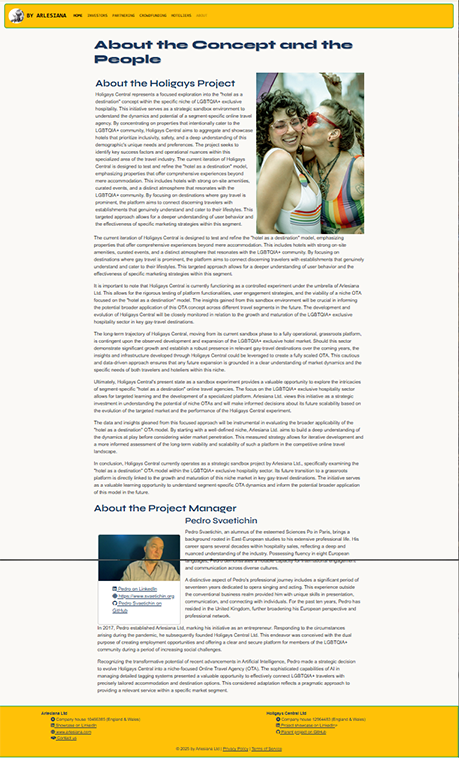 BY ARLESIANA HOME INVESTORS PARTNERING CROWDFUNDING HOTELIERS ABOUT
About the Concept and the
People
About the Holigays Project
Holigays Central represents a focused exploration into the "hotel as a
destination" concept within the specific niche of LGBTQIA+ exclusive
hospitality. This initiative serves as a strategic sandbox environment to
understand the dynamics and potential of a segment-specific online travel
agency. By concentrating on properties that intentionally cater to the
LGBTQIA+ community, Holigays Central aims to aggregate and showcase
hotels that prioritize inclusivity, safety, and a deep understanding of this
demographic's unique needs and preferences. The project seeks to
identify key success factors and operational nuances within this
specialized area of the travel industry. The current iteration of Holigays
Central is designed to test and refine the "hotel as a destination" model,
emphasizing properties that offer comprehensive experiences beyond
mere accommodation. This includes hotels with strong on-site amenities,
curated events, and a distinct atmosphere that resonates with the
LGBTQIA+ community. By focusing on destinations where gay travel is
prominent, the platform aims to connect discerning travelers with
establishments that genuinely understand and cater to their lifestyles. This
targeted approach allows for a deeper understanding of user behavior and
the effectiveness of specific marketing strategies within this segment.
The current iteration of Holigays Central is designed to test and refine the "hotel as a destination" model, emphasizing
properties that offer comprehensive experiences beyond mere accommodation. This includes hotels with strong on-site
amenities, curated events, and a distinct atmosphere that resonates with the LGBTQIA+ community. By focusing on
destinations where gay travel is prominent, the platform aims to connect discerning travelers with establishments that genuinely
understand and cater to their lifestyles. This targeted approach allows for a deeper understanding of user behavior and the
effectiveness of specific marketing strategies within this segment.
It is important to note that Holigays Central is currently functioning as a controlled experiment under the umbrella of Arlesiana
Ltd. This allows for the rigorous testing of platform functionalities, user engagement strategies, and the viability of a niche OTA
focused on the "hotel as a destination" model. The insights gained from this sandbox environment will be crucial in informing
the potential broader application of this OTA concept across different travel segments in the future. The development and
evolution of Holigays Central will be closely monitored in relation to the growth and maturation of the LGBTQIA+ exclusive
hospitality sector in key gay travel destinations.
The long-term trajectory of Holigays Central, moving from its current sandbox phase to a fully operational, grassroots platform,
is contingent upon the observed development and expansion of the LGBTQIA+ exclusive hotel market. Should this sector
demonstrate significant growth and establish a robust presence in relevant gay travel destinations over the coming years, the
insights and infrastructure developed through Holigays Central could be leveraged to create a fully scaled OTA. This cautious
and data-driven approach ensures that any future expansion is grounded in a clear understanding of market dynamics and the
specific needs of both travelers and hoteliers within this niche.
Ultimately, Holigays Central's present state as a sandbox experiment provides a valuable opportunity to explore the intricacies
of segment specific "hotel as a destination" online travel agencies. The focus on the LGBTQIA+ exclusive hospitality sector
allows for targeted learning and the development of a specialized platform. Arlesiana Ltd. views this initiative as a strategic
investment in understanding the potential of niche OTAs and will make informed decisions about its future scalability based on
the evolution of the targeted market and the performance of the Holigays Central experiment.
The data and insights gleaned from this focused approach will be instrumental in evaluating the broader applicability of the
"hotel as a destination" OTA model. By starting with a well-defined niche, Arlesiana Ltd. aims to build a deep understanding of
the dynamics at play before considering wider market penetration. This measured strategy allows for iterative development and
a more informed assessment of the long-term viability and scalability of such a platform in the competitive online travel
landscape.
In conclusion, Holigays Central currently operates as a strategic sandbox project by Arlesiana Ltd., specifically examining the
"hotel as a destination" OTA model within the LGBTQIA+ exclusive hospitality sector. Its future transition to a grassroots
platform is directly linked to the growth and maturation of this niche market in key gay travel destinations. The initiative serves
as a valuable learning opportunity to understand segment-specific OTA dynamics and inform the potential broader application
of this model in the future.
About the Project Manager
Pedro Svaetichin
Pedro Svaetichin, an alumnus of the esteemed Sciences Po in Paris, brings a
background rooted in East-European studies to his extensive professional life. His
career spans several decades within hospitality sales, reflecting a deep and
nuanced understanding of the industry. Possessing fluency in eight European
languages, Pedro demonstrates a notable capacity for international engagement
and communication across diverse cultures.
Pedro on LinkedIn
https://www.svaetichin.org
Pedro Svaetichin on
GitHub
A distinctive aspect of Pedro's professional journey includes a significant period of
seventeen years dedicated to opera singing and acting. This experience outside
the conventional business realm provided him with unique skills in presentation,
communication, and connecting with individuals. For the past ten years, Pedro has
resided in the United Kingdom, further broadening his European perspective and
professional network.
In 2017, Pedro established Arlesiana Ltd, marking his initiative as an entrepreneur. Responding to the circumstances
arising during the pandemic, he subsequently founded Holigays Central Ltd. This endeavor was conceived with the dual
purpose of creating employment opportunities and offering a clear and secure platform for members of the LGBTQIA+
community during a period of increasing social challenges.
Recognizing the transformative potential of recent advancements in Artificial Intelligence, Pedro made a strategic decision
to evolve Holigays Central into a niche-focused Online Travel Agency (OTA). The sophisticated capabilities of AI in
managing detailed tagging systems presented a valuable opportunity to effectively connect LGBTQIA+ travelers with
precisely tailored accommodation and destination options. This considered adaptation reflects a pragmatic approach to
providing a relevant service within a specific market segment.
Arlesiana Ltd
Company house: (England & Wales)
Showcase on LinkedIn
www.arlesiana.com
Contact us
Holigays Central Ltd
Company house: (England & Wales)
Project showcase on LinkedIn
Parent project on GitHub
© 2025 by Arlesiana Ltd | Privacy Policy | Terms of Service